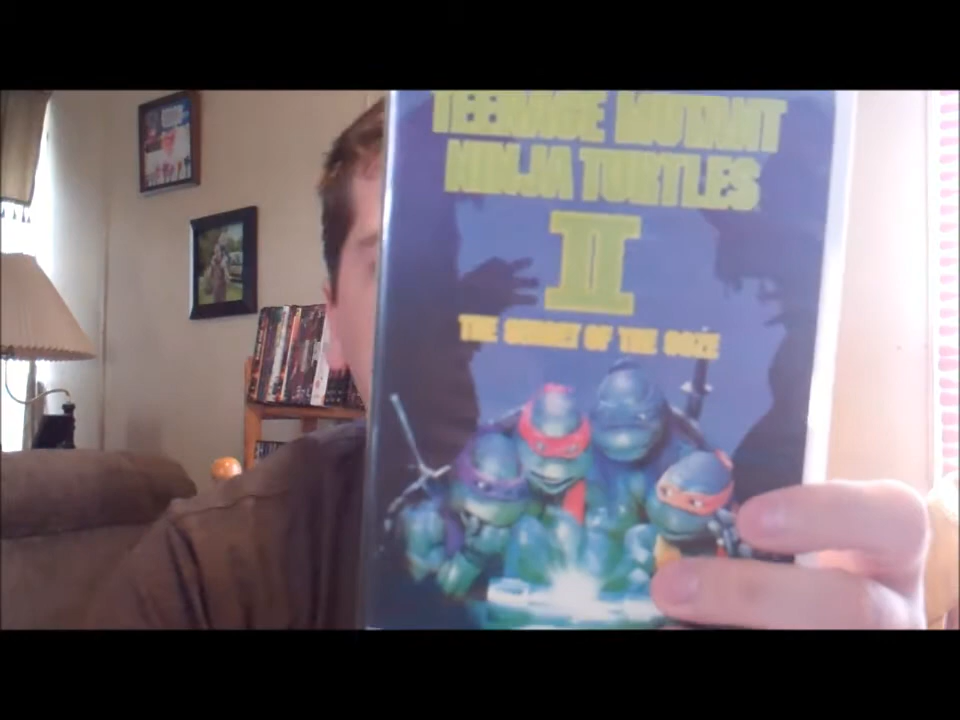 TEENAGE MUTANT
NINJA TURTLES
II
THE SECRET OF THE OOZE